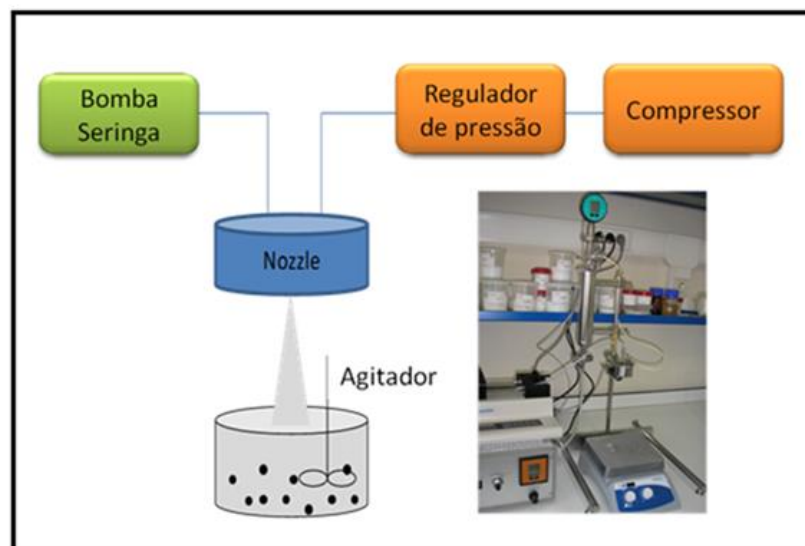 Bomba
Seringa
Regulador
de pressão
Compressor
Nozzle
Agitador